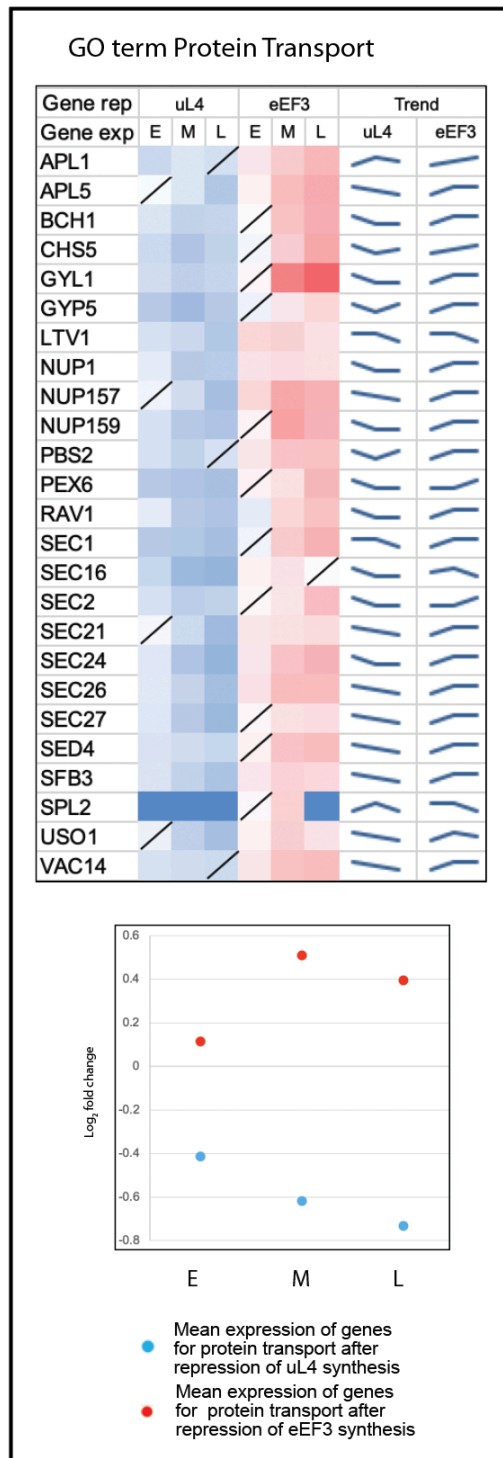 GO term Protein Transport
Gene rep uL4 eEF3 Trend
Gene exp E M L E M L uL4 eEF3
APL1
APL5
BCH1
CHS5
GYL1
GYP5
LTV1
NUP1
NUP157
NUP159
PBS2
PEX6
RAV1
SEC1
SEC16
SEC2
SEC21
SEC24
SEC26
SEC27
SED4
SFB3
SPL2
USO1
VAC14
0.6
0.4
0.2
0
-0.2
-0.4
-0.6
-0.8
Log2 fold change
E M L
Mean expression of genes
for protein transport after
repression of uL4 synthesis
Mean expression of genes
for protein transport after
repression of eEF3 synthesis